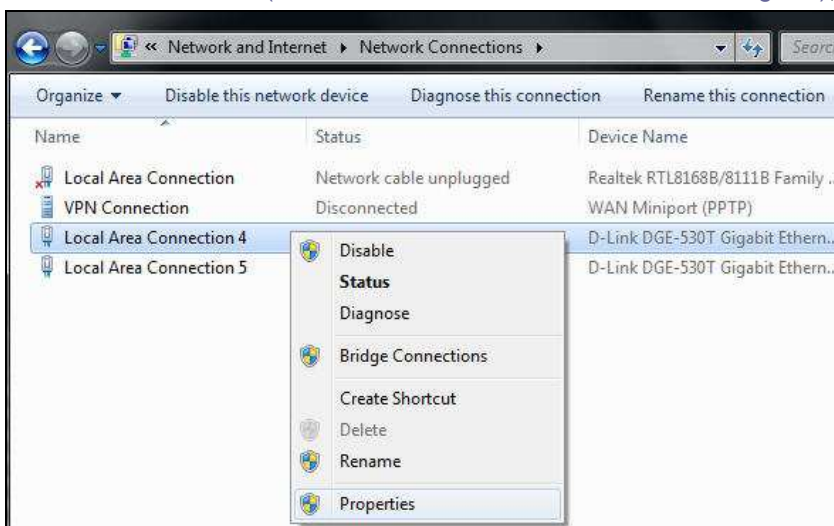 « Network and Internet ▸ Network Connections ▸ Searc
Organize ▾ Disable this network device Diagnose this connection Rename this connection
Name Status Device Name
Local Area Connection Network cable unplugged Realtek RTL8168B/8111B Family ...
VPN Connection Disconnected WAN Miniport (PPTP)
Local Area Connection 4 D-Link DGE-530T Gigabit Ethern...
Local Area Connection 5 D-Link DGE-530T Gigabit Ethern...
Disable
Status
Diagnose
Bridge Connections
Create Shortcut
Delete
Rename
Properties